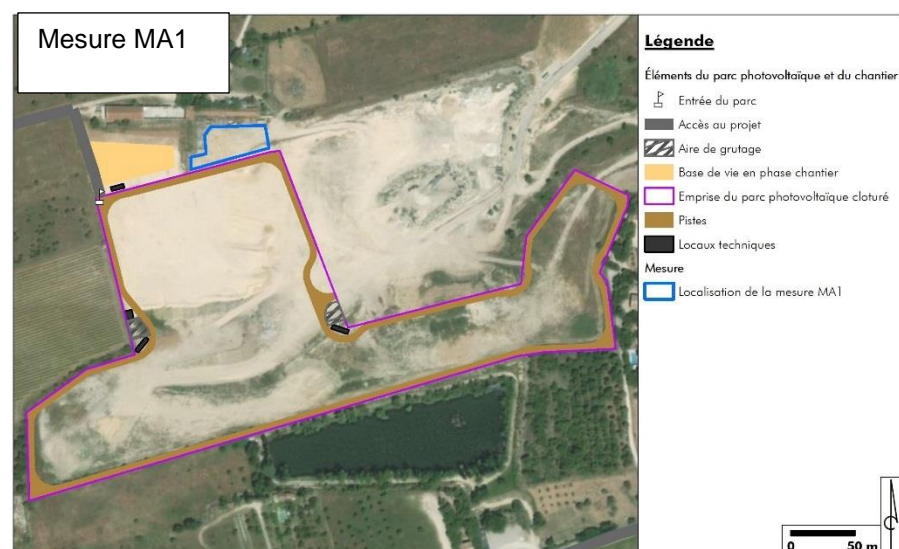 Mesure MA1
Légende
Éléments du parc photovoltaïque et du chantier
Entrée du parc
Accès au projet
Aire de grutage
Base de vie en phase chantier
Emprise du parc photovoltaïque cloturé
Pistes
Locaux techniques
Mesure
Localisation de la mesure MA1
0 50 m